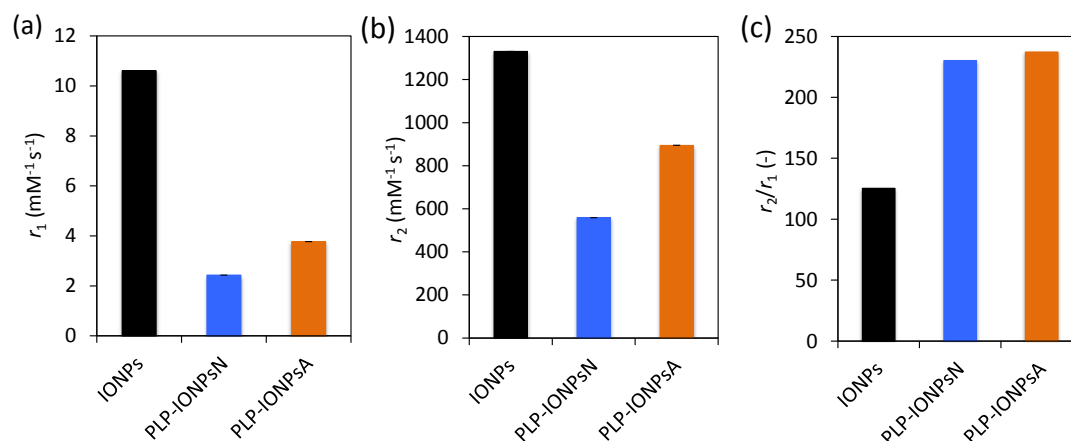 (a)
12
10
8
6
4
2
0
r₁ (mM⁻¹ s⁻¹)
IONPs
PLP-IONPsN
PLP-IONPsA
(b)
1400
1200
1000
800
600
400
200
0
r₂ (mM⁻¹ s⁻¹)
IONPs
PLP-IONPsN
PLP-IONPsA
(c)
250
200
150
100
50
0
r₂/r₁ (-)
IONPs
PLP-IONPsN
PLP-IONPsA